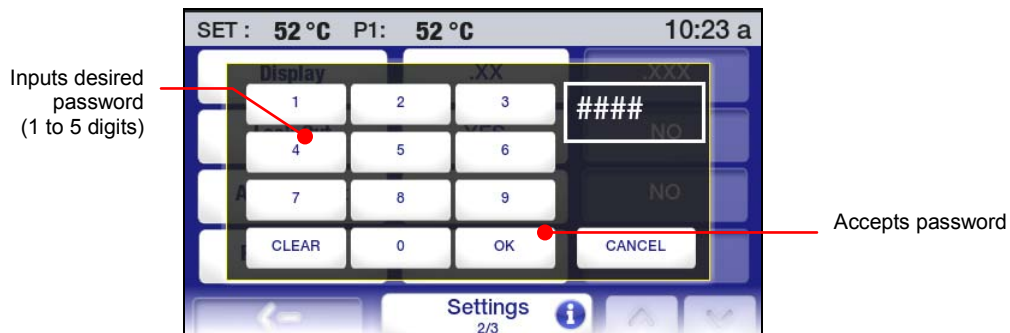 SET : 52 °C P1: 52 °C 10:23 a
Inputs desired
password
(1 to 5 digits)
Display .XX .XXX
1 2 3 ####
YES NO
4 5 6
7 8 9 NO
Accepts password
CLEAR 0 OK CANCEL
Settings
2/3